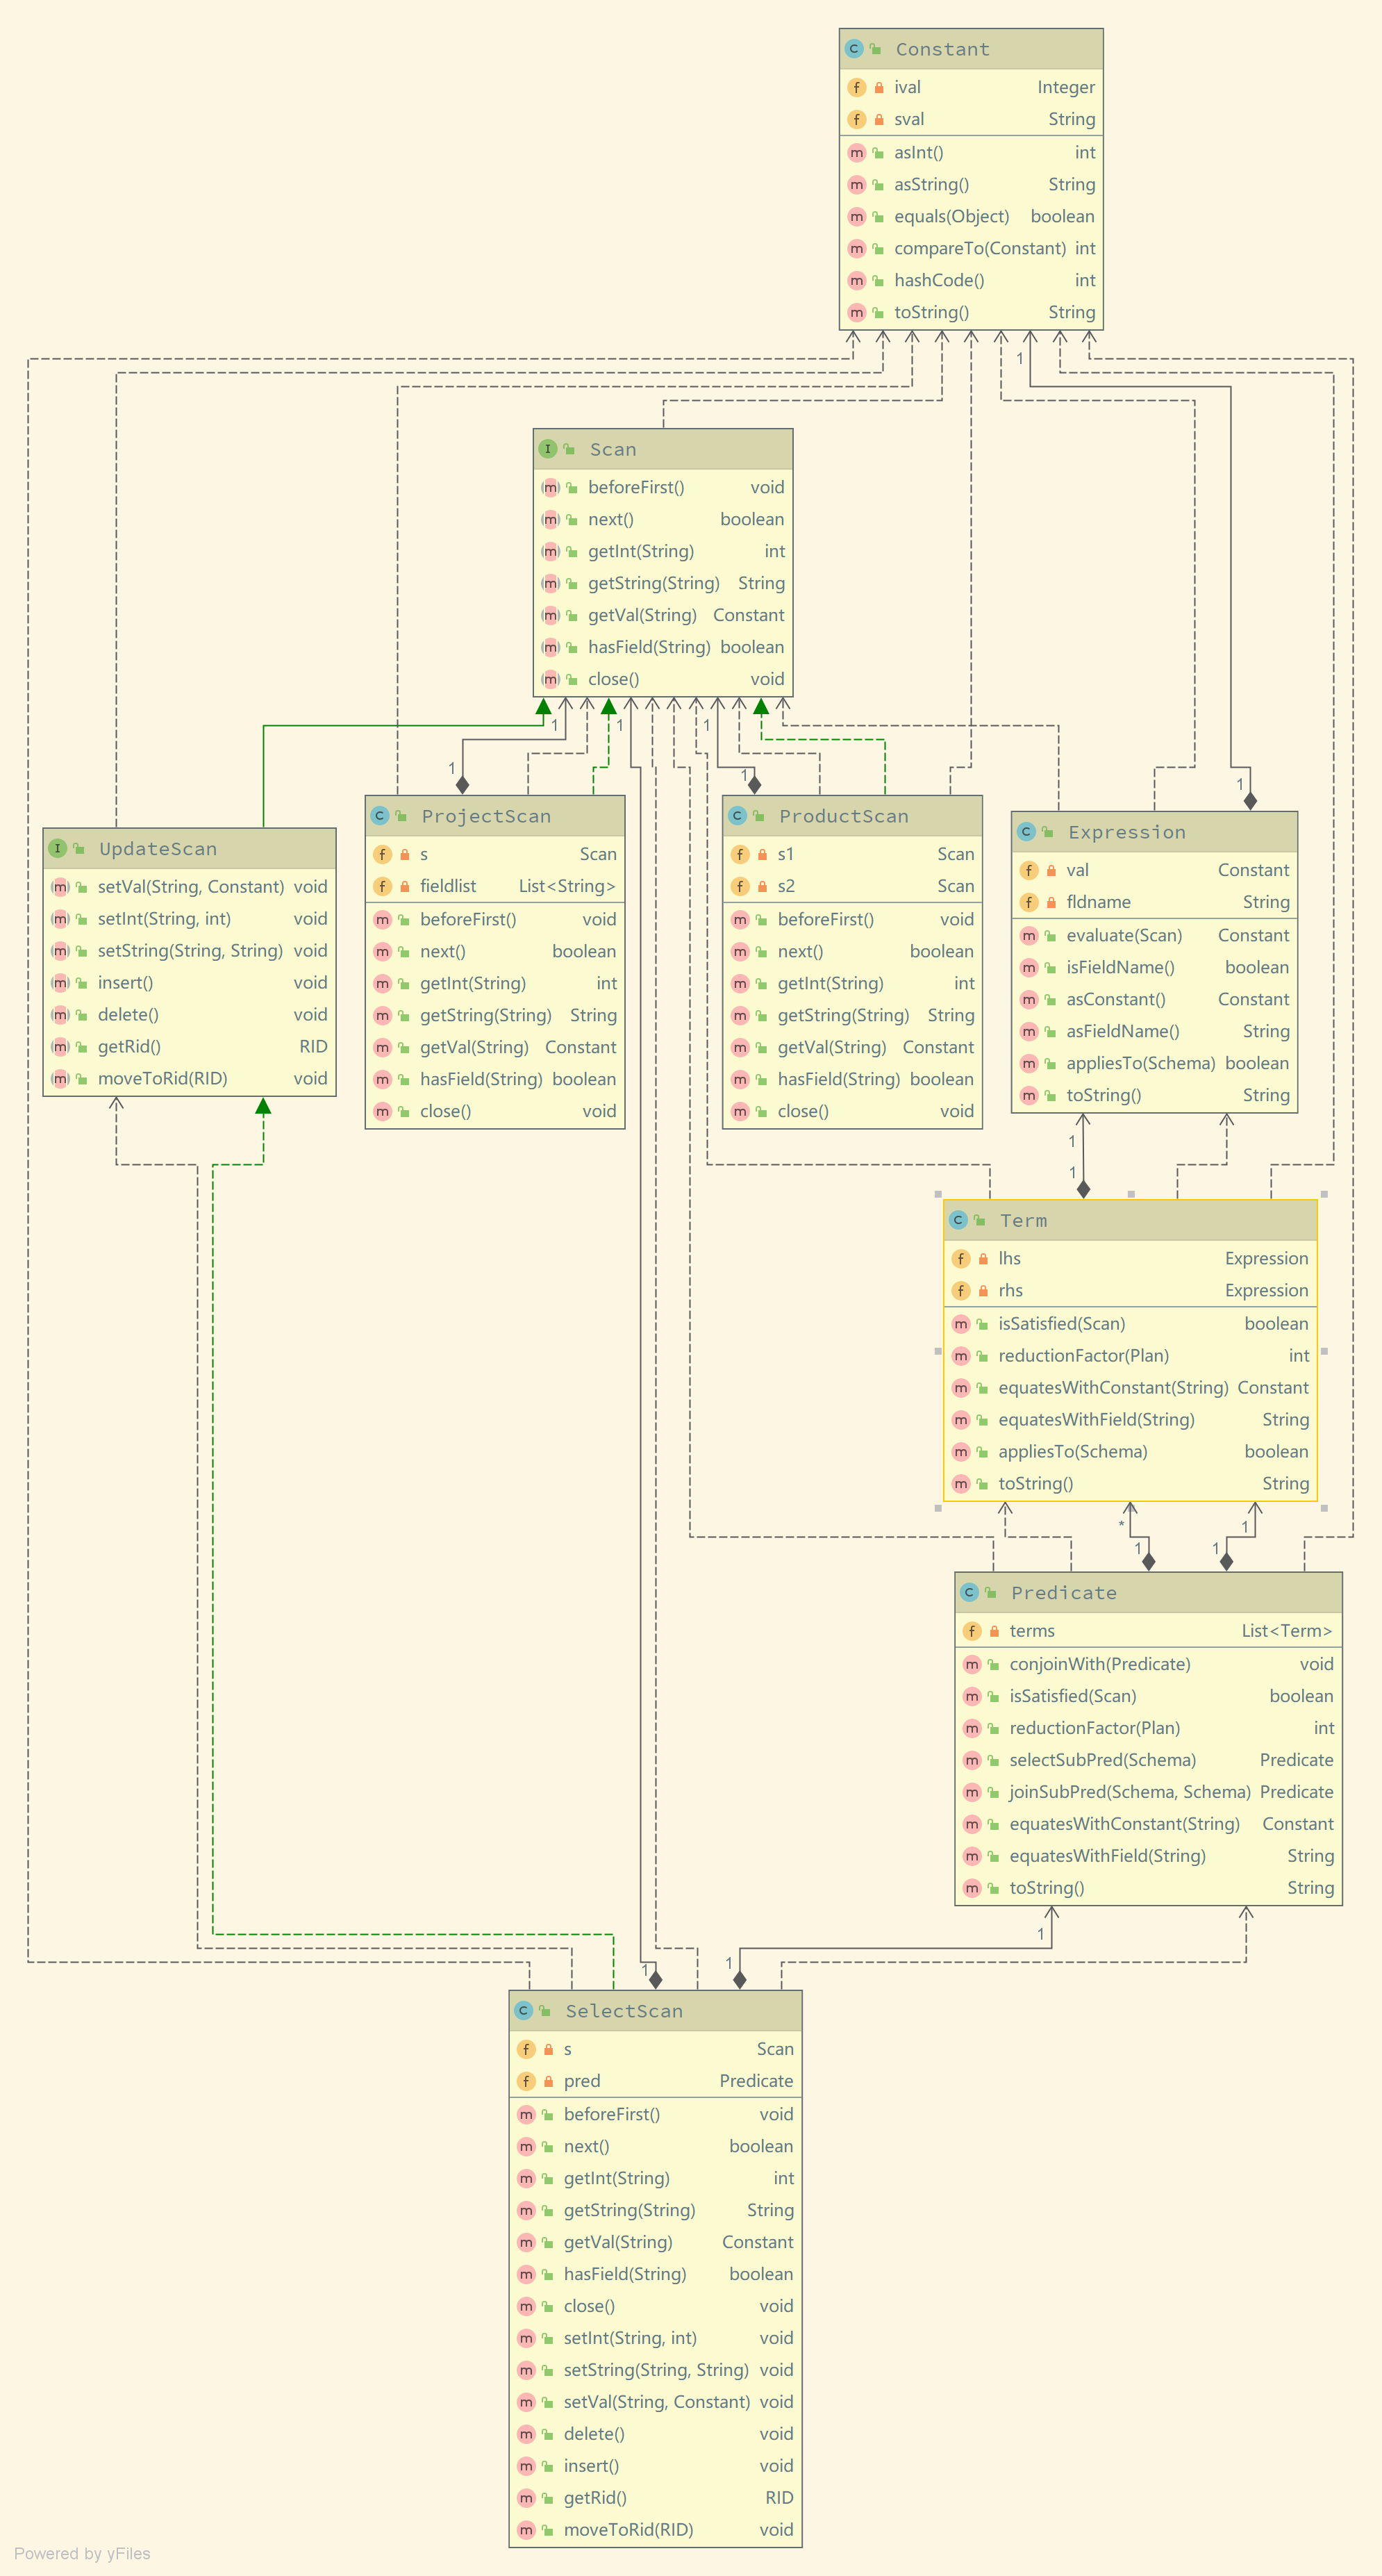 Constant
ival Integer
sval String
asInt() int
asString() String
equals(Object) boolean
compareTo(Constant) int
hashCode() int
toString() String
1
Scan
beforeFirst() void
next() boolean
getInt(String) int
getString(String) String
getVal(String) Constant
hasField(String) boolean
close() void
1
1
1
1
1
1
UpdateScan
setVal(String, Constant) void
setInt(String, int) void
setString(String, String) void
insert() void
delete() void
getRid() RID
moveToRid(RID) void
ProjectScan
s Scan
fieldlist List<String>
beforeFirst() void
next() boolean
getInt(String) int
getString(String) String
getVal(String) Constant
hasField(String) boolean
close() void
ProductScan
s1 Scan
s2 Scan
beforeFirst() void
next() boolean
getInt(String) int
getString(String) String
getVal(String) Constant
hasField(String) boolean
close() void
Expression
val Constant
fldname String
evaluate(Scan) Constant
isFieldName() boolean
asConstant() Constant
asFieldName() String
appliesTo(Schema) boolean
toString() String
1
1
Term
lhs Expression
rhs Expression
isSatisfied(Scan) boolean
reductionFactor(Plan) int
equatesWithConstant(String) Constant
equatesWithField(String) String
appliesTo(Schema) boolean
toString() String
* 1
1 1
Predicate
terms List<Term>
conjoinWith(Predicate) void
isSatisfied(Scan) boolean
reductionFactor(Plan) int
selectSubPred(Schema) Predicate
joinSubPred(Schema, Schema) Predicate
equatesWithConstant(String) Constant
equatesWithField(String) String
toString() String
1
1 1
SelectScan
s Scan
pred Predicate
beforeFirst() void
next() boolean
getInt(String) int
getString(String) String
getVal(String) Constant
hasField(String) boolean
close() void
setInt(String, int) void
setString(String, String) void
setVal(String, Constant) void
delete() void
insert() void
getRid() RID
moveToRid(RID) void
Powered by yFiles